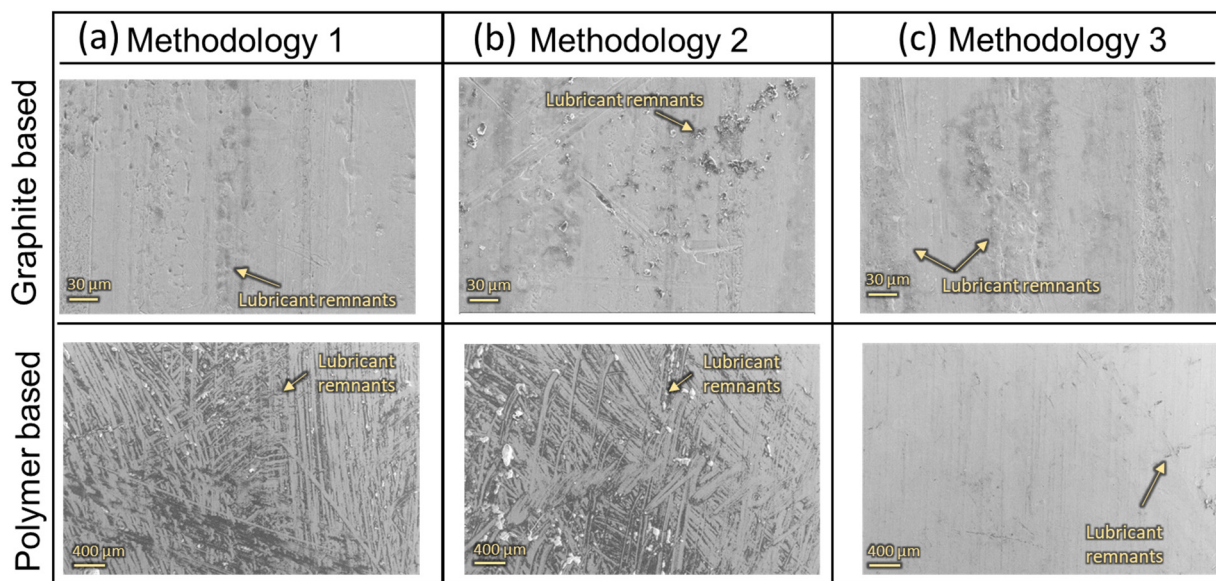 (a) Methodology 1
(b) Methodology 2
(c) Methodology 3
Graphite based
Lubricant remnants
30 µm
Lubricant remnants
30 µm
Lubricant remnants
30 µm
Polymer based
Lubricant
remnants
400 µm
Lubricant
remnants
400 µm
Lubricant
remnants
400 µm